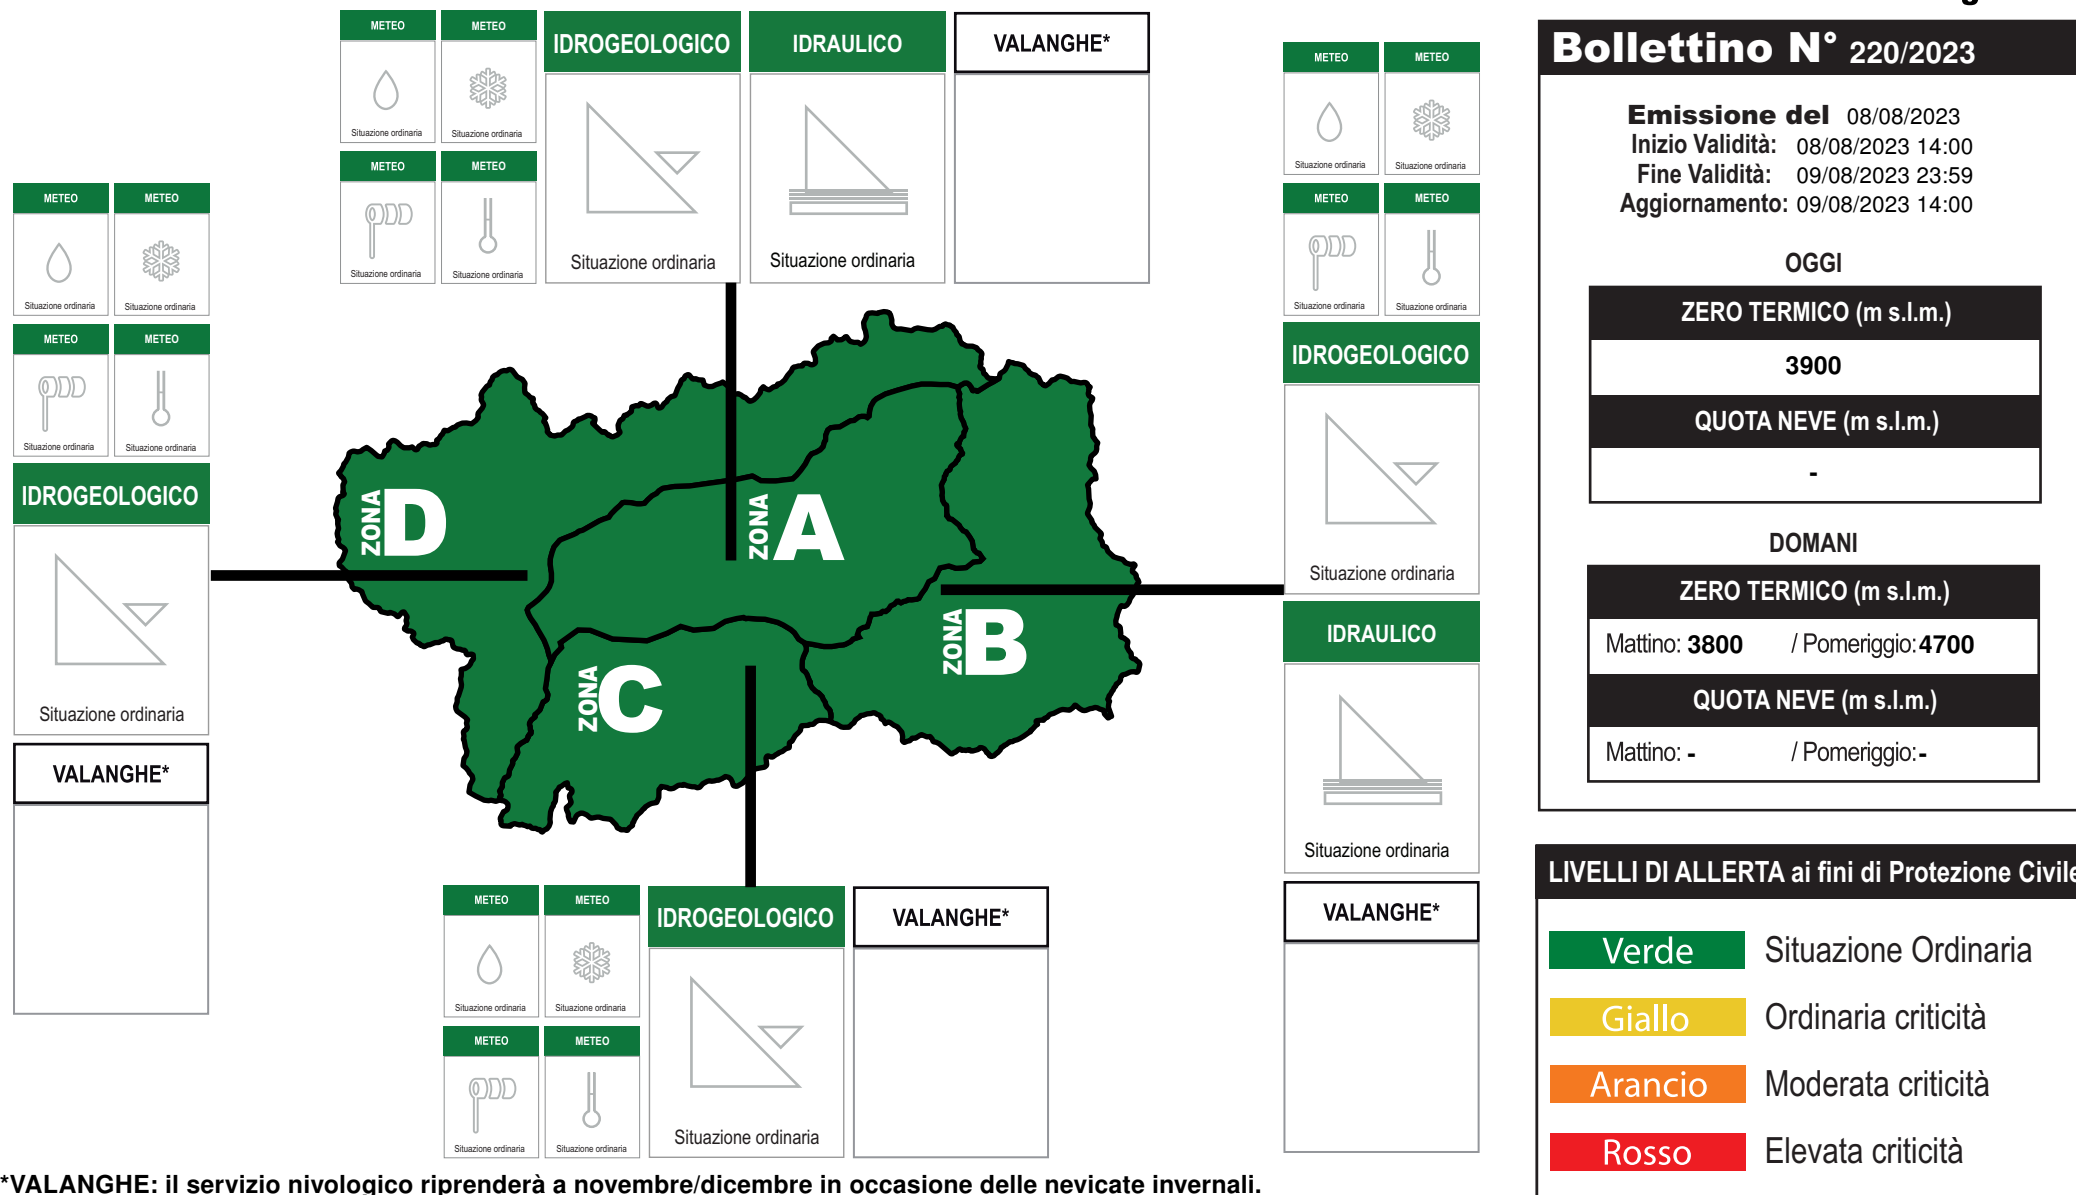 METEO
METEO
Situazione ordinaria
Situazione ordinaria
METEO
METEO
Situazione ordinaria
Situazione ordinaria
IDROGEOLOGICO
Situazione ordinaria
IDRAULICO
Situazione ordinaria
VALANGHE*
METEO
METEO
Situazione ordinaria
Situazione ordinaria
METEO
METEO
Situazione ordinaria
Situazione ordinaria
IDROGEOLOGICO
Situazione ordinaria
VALANGHE*
ZONA D
ZONA A
ZONA B
ZONA C
METEO
METEO
Situazione ordinaria
Situazione ordinaria
METEO
METEO
Situazione ordinaria
Situazione ordinaria
IDROGEOLOGICO
Situazione ordinaria
IDRAULICO
Situazione ordinaria
VALANGHE*
METEO
METEO
Situazione ordinaria
Situazione ordinaria
METEO
METEO
Situazione ordinaria
Situazione ordinaria
IDROGEOLOGICO
Situazione ordinaria
VALANGHE*
*VALANGHE: il servizio nivologico riprenderà a novembre/dicembre in occasione delle nevicate invernali.
Bollettino N° 220/2023
Emissione del 08/08/2023
Inizio Validità: 08/08/2023 14:00
Fine Validità: 09/08/2023 23:59
Aggiornamento: 09/08/2023 14:00
OGGI
ZERO TERMICO (m s.l.m.)
3900
QUOTA NEVE (m s.l.m.)
-
DOMANI
ZERO TERMICO (m s.l.m.)
Mattino: 3800 / Pomeriggio: 4700
QUOTA NEVE (m s.l.m.)
Mattino: - / Pomeriggio: -
LIVELLI DI ALLERTA ai fini di Protezione Civile
Verde Situazione Ordinaria
Giallo Ordinaria criticità
Arancio Moderata criticità
Rosso Elevata criticità